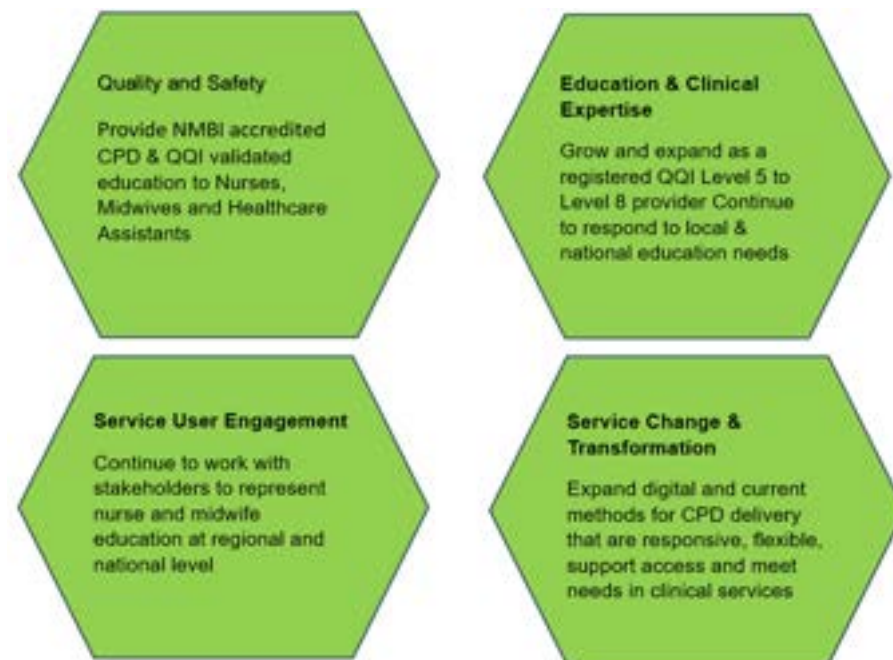 Quality and Safety
Provide NMBI accredited
CPD & QQI validated
education to Nurses,
Midwives and Healthcare
Assistants
Education & Clinical
Expertise
Grow and expand as a
registered QQI Level 5 to
Level 8 provider Continue
to respond to local &
national education needs
Service User Engagement
Continue to work with
stakeholders to represent
nurse and midwife
education at regional and
national level
Service Change &
Transformation
Expand digital and current
methods for CPD delivery
that are responsive, flexible,
support access and meet
needs in clinical services